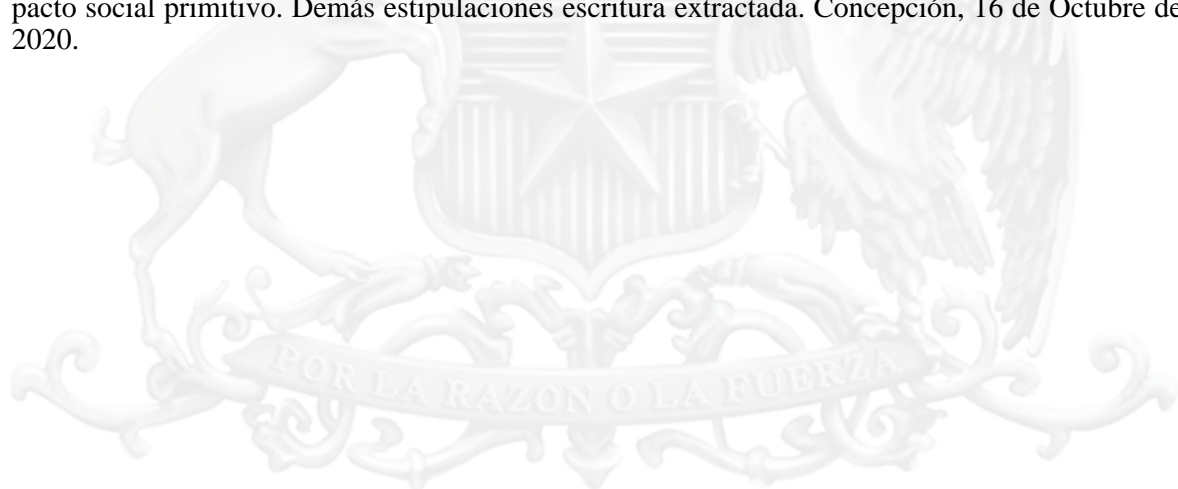 pacto social primitivo. Demás estipulaciones escritura extractada. Concepción, 16 de Octubre de
2020.
POR LA RAZON O LA FUERZA